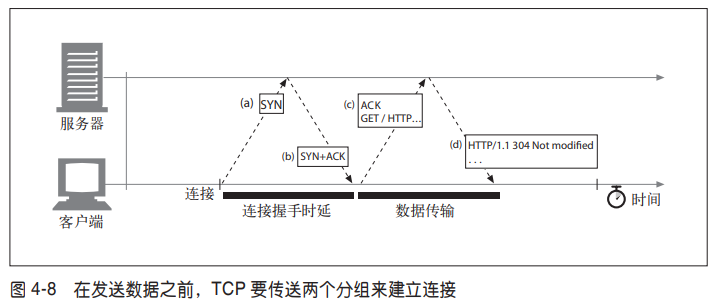 服务器
(a) SYN
(b) SYN+ACK
(c) ACK
GET / HTTP...
(d) HTTP/1.1 304 Not modified
. . .
连接
客户端
连接握手时延
数据传输
时间
图 4-8 在发送数据之前，TCP 要传送两个分组来建立连接